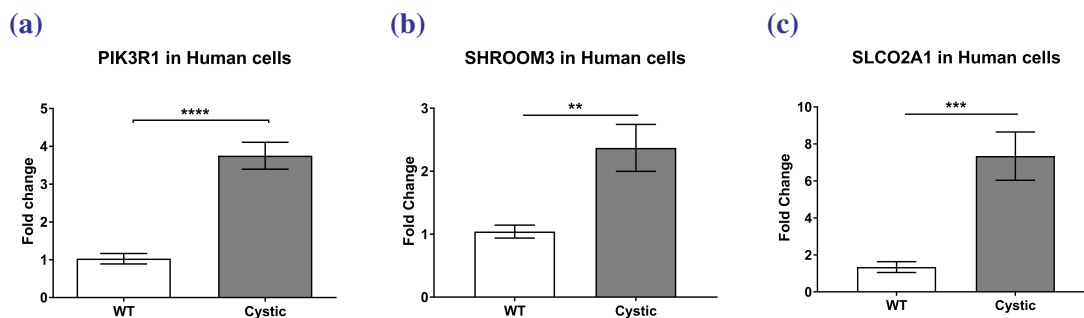 (a)
PIK3R1 in Human cells
5
4
3
2
1
0
Fold change
****
WT
Cystic
(b)
SHROOM3 in Human cells
3
2
1
0
Fold Change
**
WT
Cystic
(c)
SLCO2A1 in Human cells
10
8
6
4
2
0
Fold Change
***
WT
Cystic